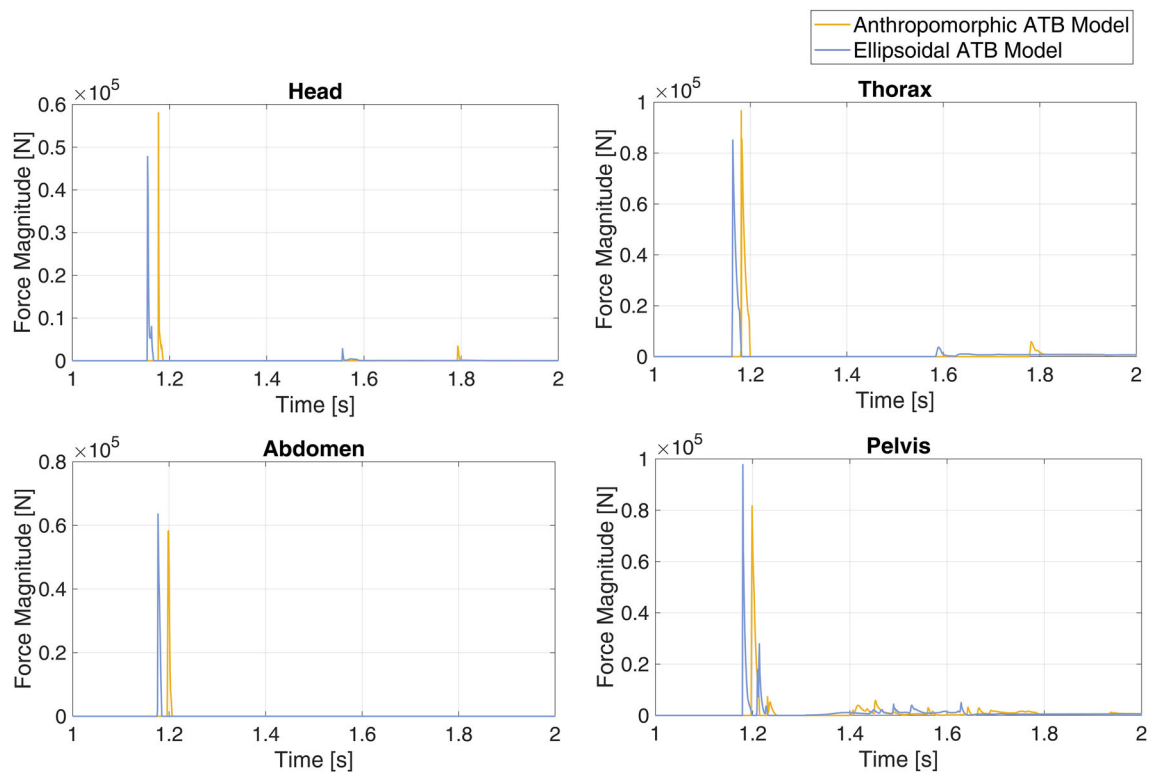 Anthropomorphic ATB Model
Ellipsoidal ATB Model
Head
×10⁵
Force Magnitude [N]
0.6
0.5
0.4
0.3
0.2
0.1
0
1 1.2 1.4 1.6 1.8 2
Time [s]
Thorax
×10⁵
Force Magnitude [N]
1
0.8
0.6
0.4
0.2
0
1 1.2 1.4 1.6 1.8 2
Time [s]
Abdomen
×10⁵
Force Magnitude [N]
0.8
0.6
0.4
0.2
0
1 1.2 1.4 1.6 1.8 2
Time [s]
Pelvis
×10⁵
Force Magnitude [N]
1
0.8
0.6
0.4
0.2
0
1 1.2 1.4 1.6 1.8 2
Time [s]